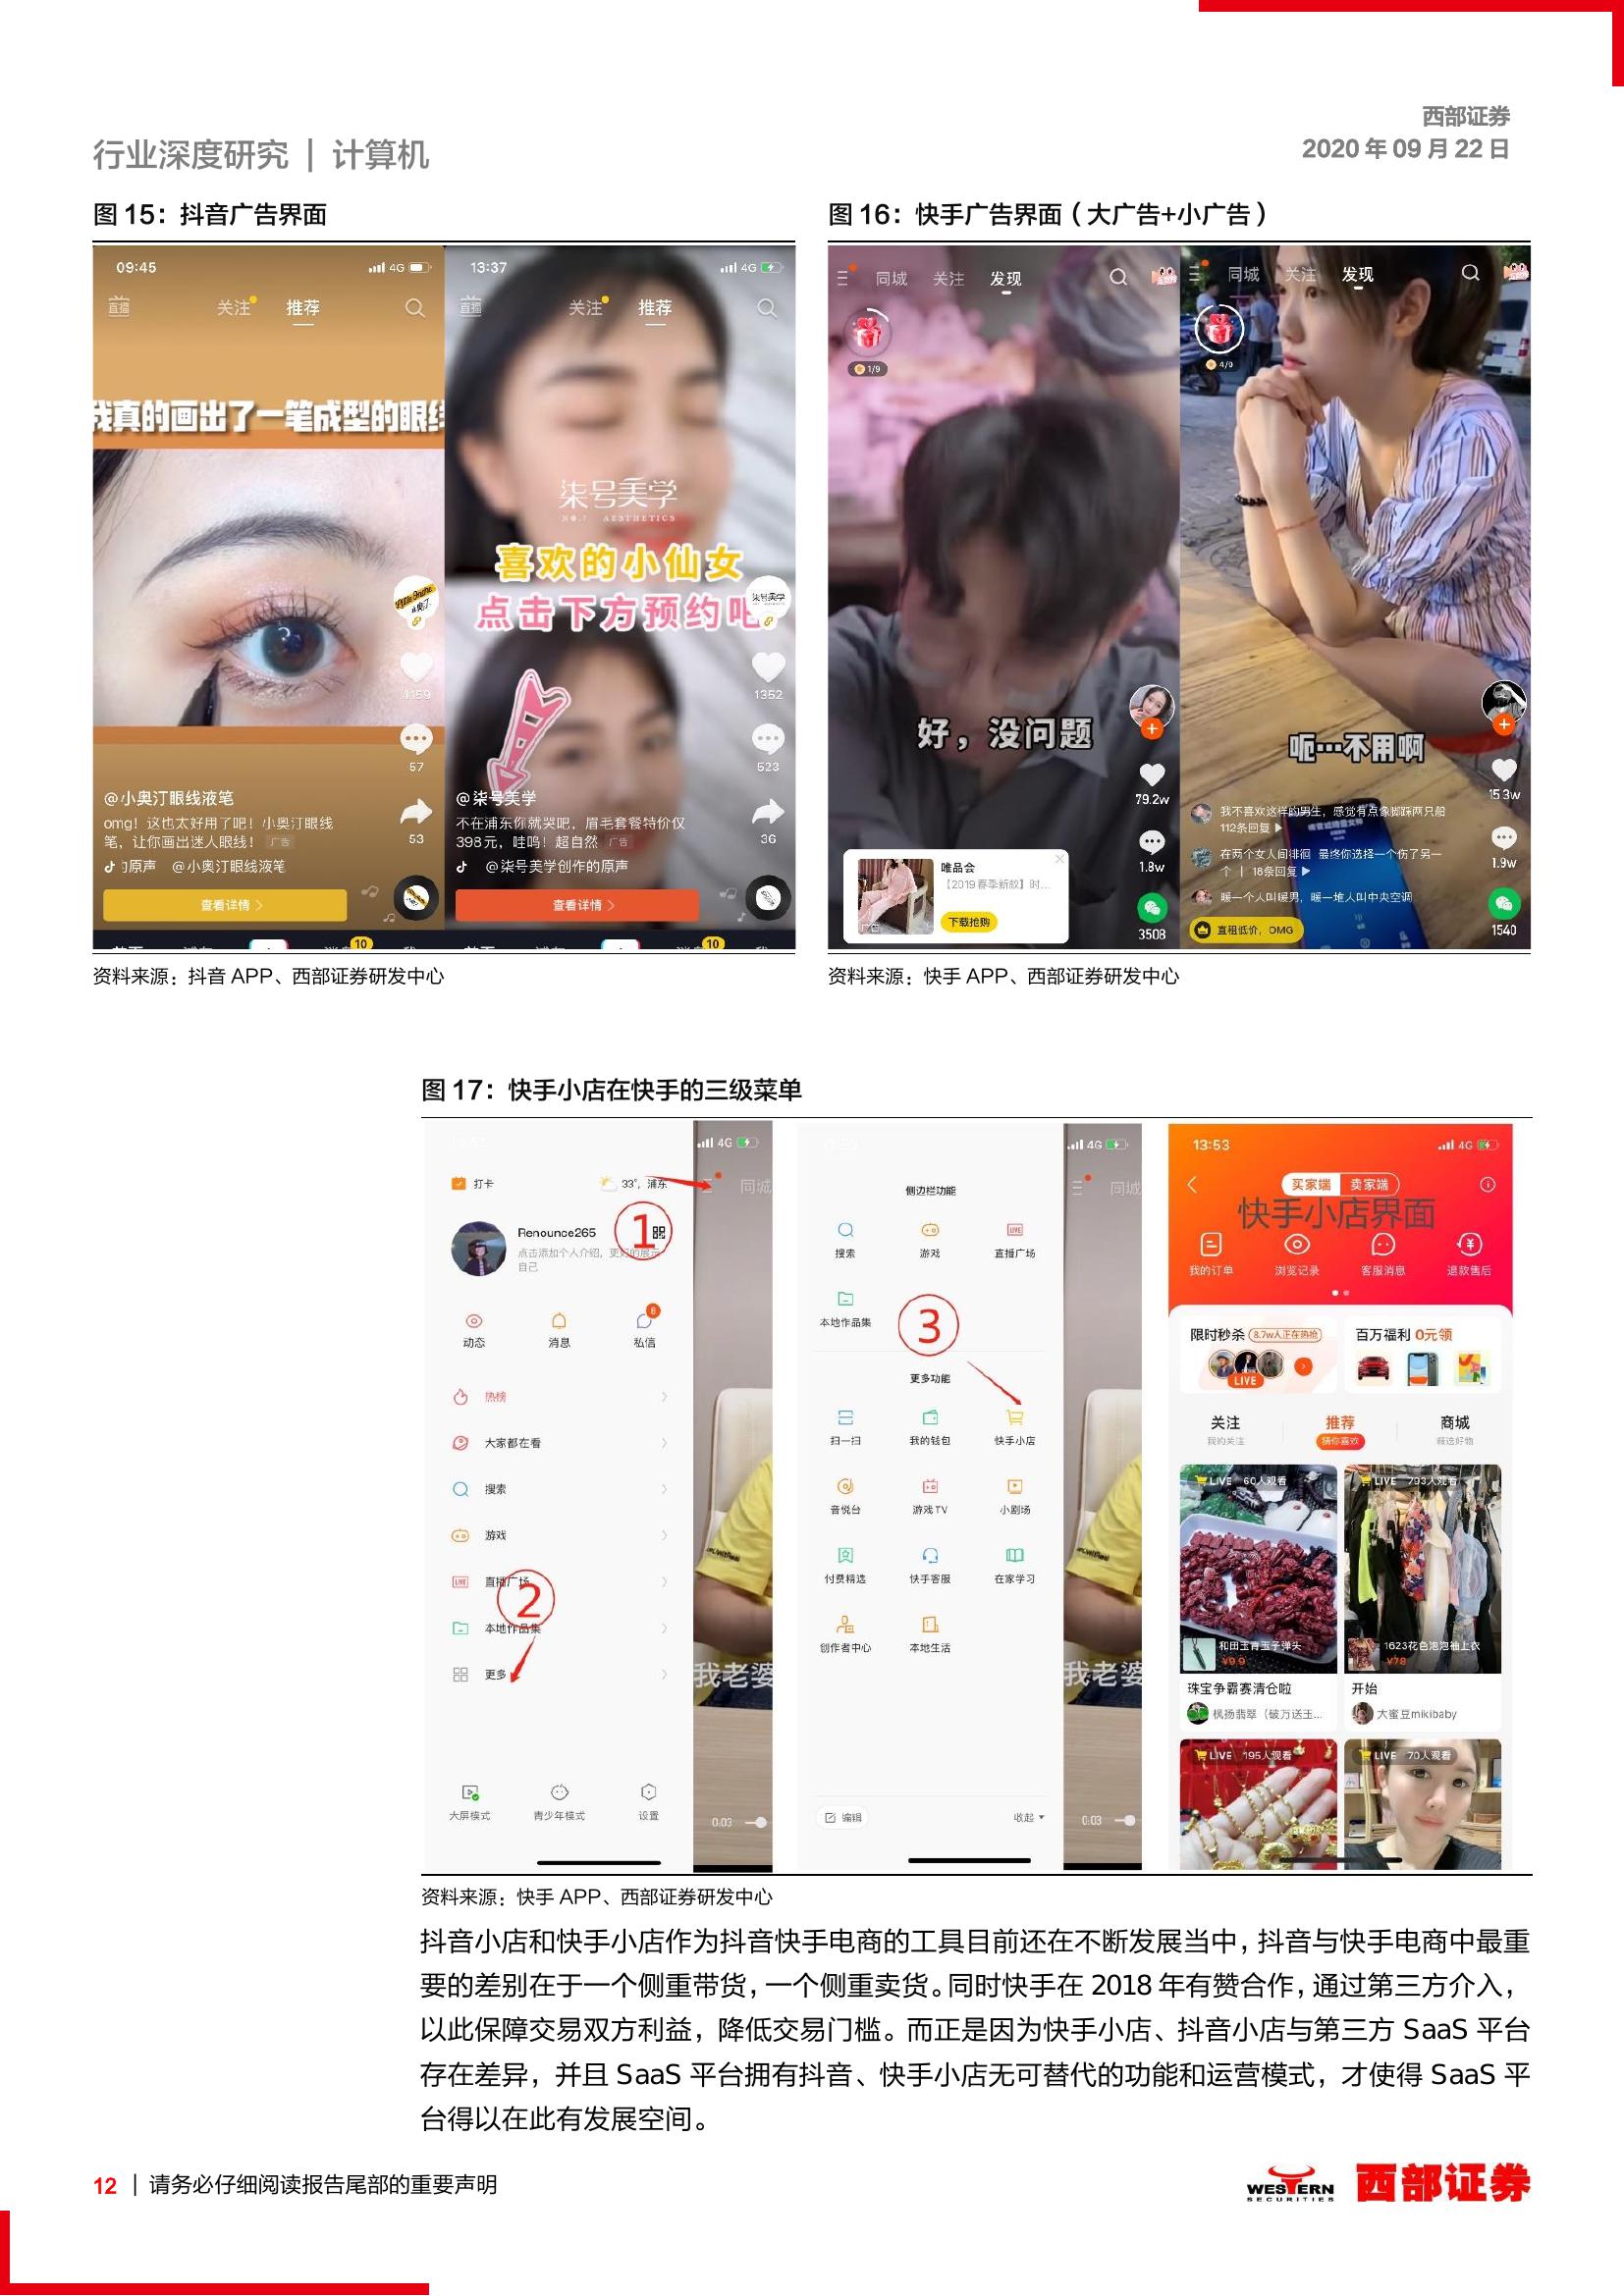 西部证券
行业深度研究 | 计算机
2020 年 09 月 22 日
图 15：抖音广告界面
09:45
4G
直播
关注
推荐
我真的画出了一笔成型的眼线
4159
57
@小奥汀眼线液笔
omg！这也太好用了吧！小奥汀眼线
笔，让你画出迷人眼线！ 广告
53
原声 @小奥汀眼线液笔
查看详情 >
10
13:37
4G
直播
关注
推荐
柒号美学
NO.7 AESTHETICS
喜欢的小仙女
点击下方预约吧
柒号美学
1352
523
@柒号美学
不在浦东你就哭吧，眉毛套餐特价仅
398元，哇呜！超自然 广告
36
@柒号美学创作的原声
查看详情 >
10
资料来源：抖音 APP、西部证券研发中心
图 16：快手广告界面（大广告+小广告）
同城
关注
发现
1/9
好，没问题
79.2w
1.8w
唯品会
【2019春季新款】时...
下载抢购
广告
3508
同城
关注
发现
4/9
呃···不用啊
15.3w
我不喜欢这样的男生，感觉有点像脚踩两只船
112条回复 ▶
在两个女人间徘徊 最终你选择一个伤了另一
个 | 18条回复 ▶
1.9w
暖一个人叫暖男，暖一堆人叫中央空调
直租低价，OMG
1540
资料来源：快手 APP、西部证券研发中心
图 17：快手小店在快手的三级菜单
4G
打卡
33°，浦东
同城
①
Renounce265
点击添加个人介绍，更好的展示
自己
8
动态
消息
私信
热榜
大家都在看
搜索
游戏
LIVE
直播广场
②
本地作品集
更多
我老婆
大屏模式
青少年模式
设置
0:03
4G
侧边栏功能
同城
LIVE
搜索
游戏
直播广场
本地作品集
③
更多功能
扫一扫
我的钱包
快手小店
音悦台
游戏TV
小剧场
付费精选
快手客服
在家学习
创作者中心
本地生活
我老婆
编辑
收起
0:03
13:53
4G
买家端
卖家端
快手小店界面
我的订单
浏览记录
客服消息
退款售后
限时秒杀
8.7w人正在热抢
LIVE
百万福利 0元领
关注
推荐
商城
我的关注
猜你喜欢
臻选好物
LIVE 60人观看
LIVE 793人观看
和田玉青玉子弹头
¥9.9
1623花色泡泡袖上衣
¥78
珠宝争霸赛清仓啦
开始
枫扬翡翠（破万送玉...
大蜜豆mikibaby
LIVE 195人观看
LIVE 70人观看
资料来源：快手 APP、西部证券研发中心
抖音小店和快手小店作为抖音快手电商的工具目前还在不断发展当中，抖音与快手电商中最重
要的差别在于一个侧重带货，一个侧重卖货。同时快手在 2018 年有赞合作，通过第三方介入，
以此保障交易双方利益，降低交易门槛。而正是因为快手小店、抖音小店与第三方 SaaS 平台
存在差异，并且 SaaS 平台拥有抖音、快手小店无可替代的功能和运营模式，才使得 SaaS 平
台得以在此有发展空间。
12 | 请务必仔细阅读报告尾部的重要声明
WESTERN
SECURITIES
西部证券